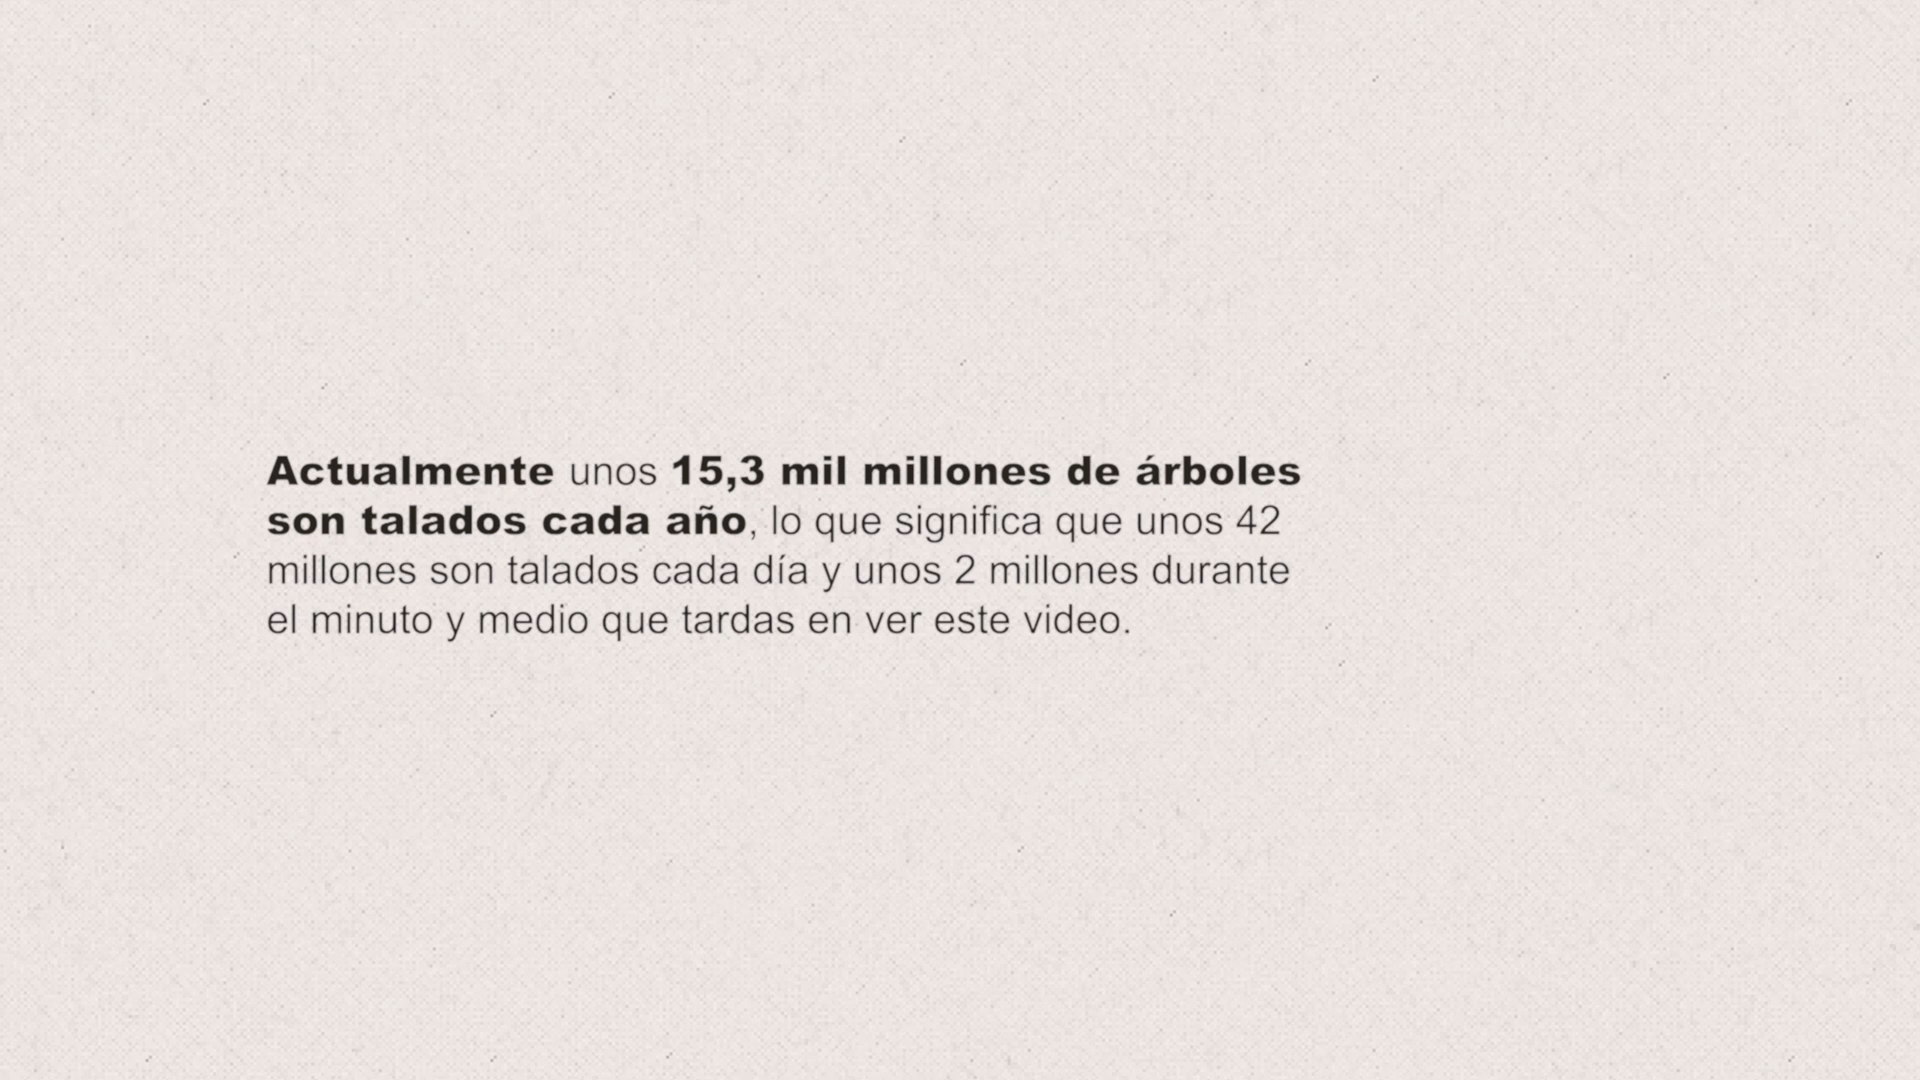 Actualmente unos 15,3 mil millones de árboles
son talados cada año, lo que significa que unos 42
millones son talados cada día y unos 2 millones durante
el minuto y medio que tardas en ver este video.